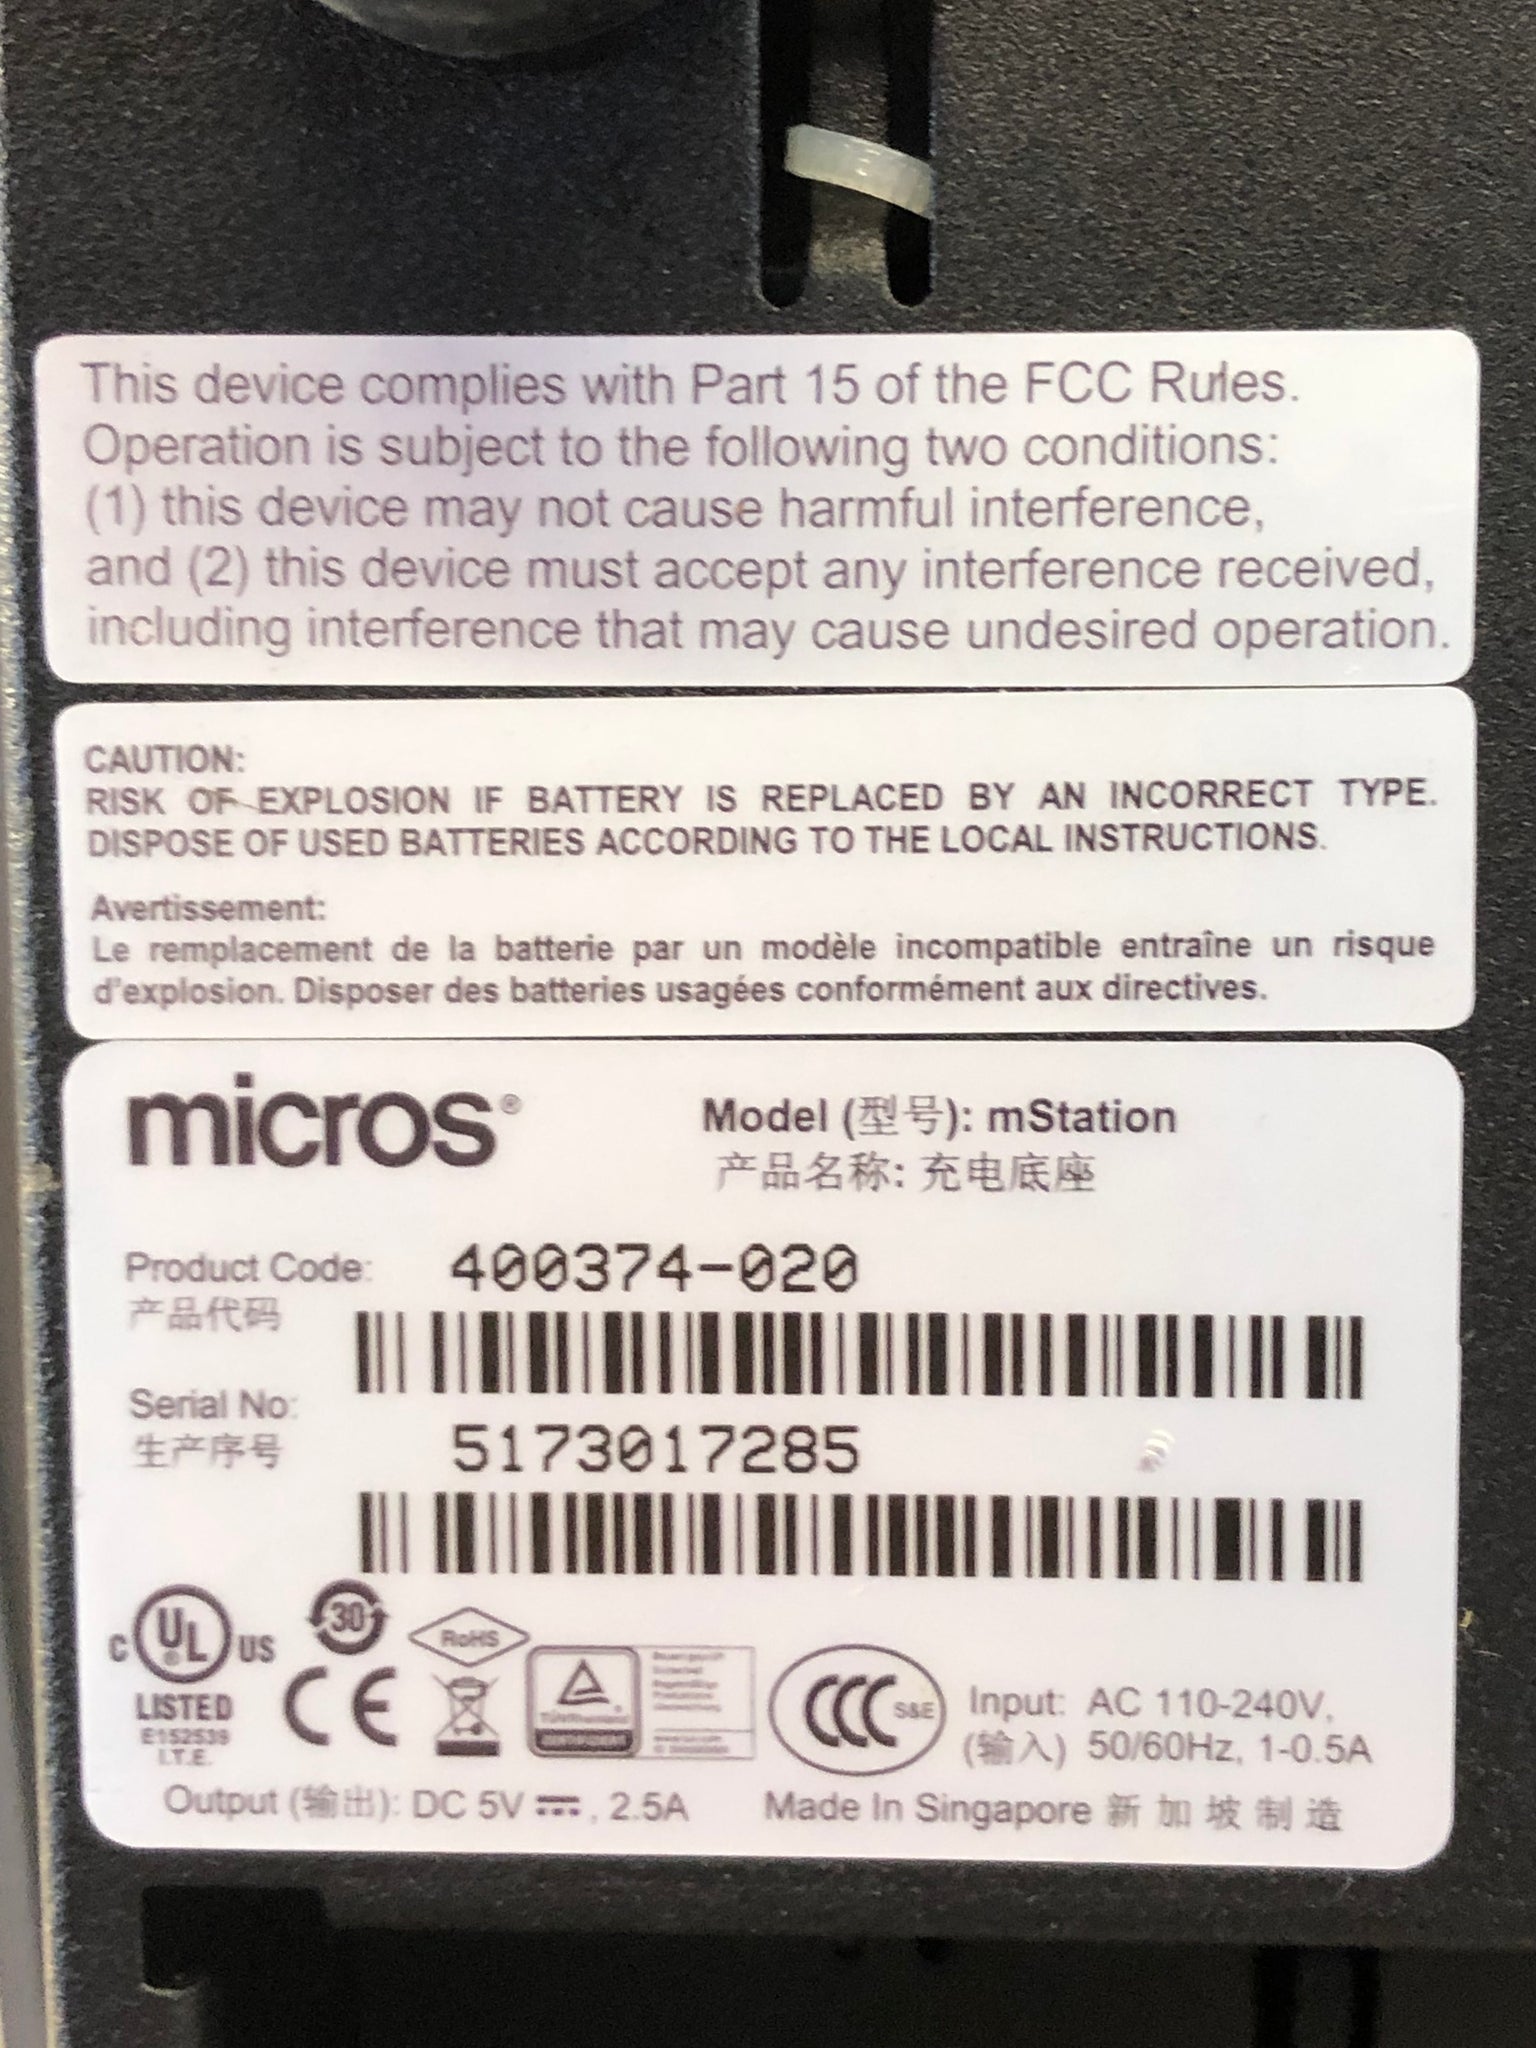 This device complies with Part 15 of the FCC Rules.
Operation is subject to the following two conditions:
(1) this device may not cause harmful interference,
and (2) this device must accept any interference received,
including interference that may cause undesired operation.
CAUTION:
RISK OF EXPLOSION IF BATTERY IS REPLACED BY AN INCORRECT TYPE.
DISPOSE OF USED BATTERIES ACCORDING TO THE LOCAL INSTRUCTIONS.
Avertissement:
Le remplacement de la batterie par un modèle incompatible entraîne un risque
d'explosion. Disposer des batteries usagées conformément aux directives.
micros®
Model (型号): mStation
产品名称: 充电底座
Product Code: 400374-020
产品代码
Serial No:
生产序号 5173017285
C UL ® US
LISTED
E152539
I.T.E.
30
CE
RoHS
CCC S&E
Input: AC 110-240V,
(输入) 50/60Hz, 1-0.5A
Output (输出): DC 5V ⎓, 2.5A
Made In Singapore 新加坡制造